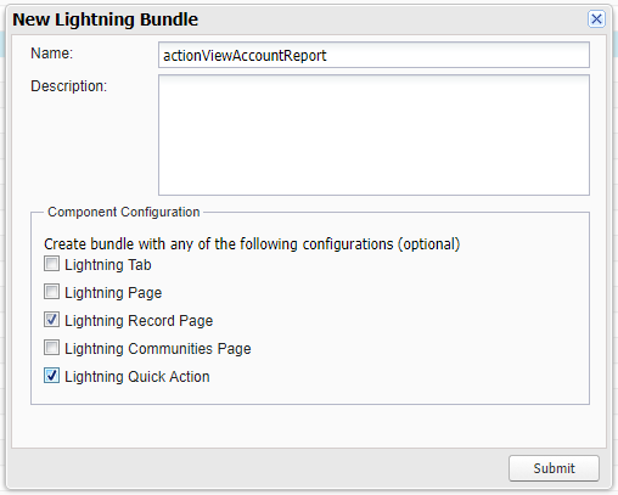 New Lightning Bundle
Name: actionViewAccountReport
Description:
Component Configuration
Create bundle with any of the following configurations (optional)
Lightning Tab
Lightning Page
Lightning Record Page
Lightning Communities Page
Lightning Quick Action
Submit